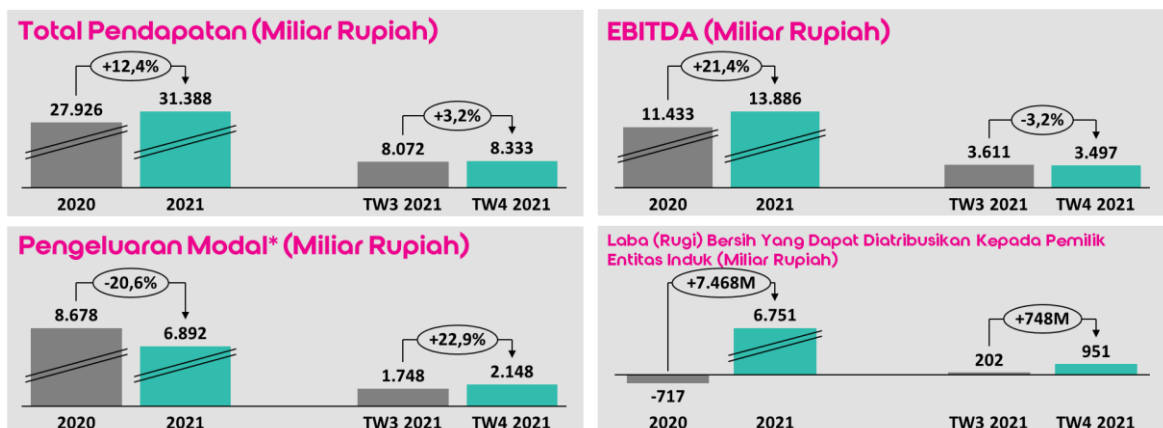 Total Pendapatan (Miliar Rupiah)
+12,4%
27.926
31.388
+3,2%
8.072
8.333
2020
2021
TW3 2021
TW4 2021
EBITDA (Miliar Rupiah)
+21,4%
11.433
13.886
-3,2%
3.611
3.497
2020
2021
TW3 2021
TW4 2021
Pengeluaran Modal* (Miliar Rupiah)
-20,6%
8.678
6.892
+22,9%
1.748
2.148
2020
2021
TW3 2021
TW4 2021
Laba (Rugi) Bersih Yang Dapat Diatribusikan Kepada Pemilik
Entitas Induk (Miliar Rupiah)
+7.468M
6.751
+748M
202
951
-717
2020
2021
TW3 2021
TW4 2021